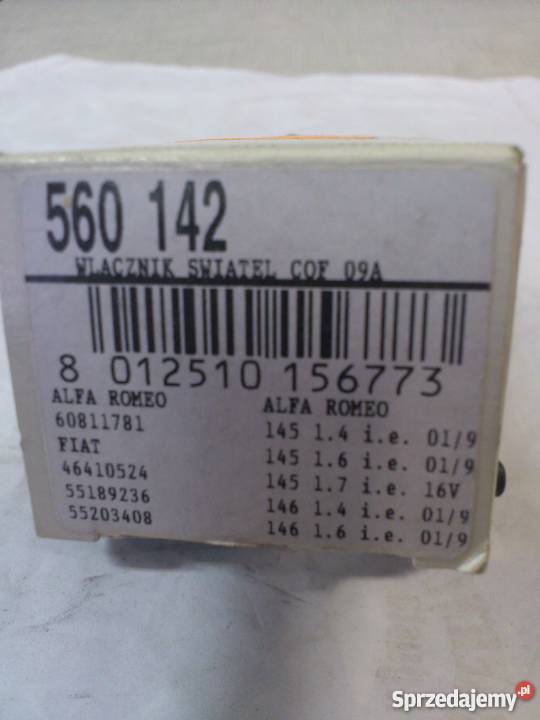 560 142
WLACZNIK SWIATEL COF 09A
8 012510 156773
ALFA ROMEO
60811781
FIAT
46410524
55189236
55203408
ALFA ROMEO
145 1.4 i.e. 01/9
145 1.6 i.e. 01/9
145 1.7 i.e. 16V
146 1.4 i.e. 01/9
146 1.6 i.e. 01/9
Sprzedajemy.pl